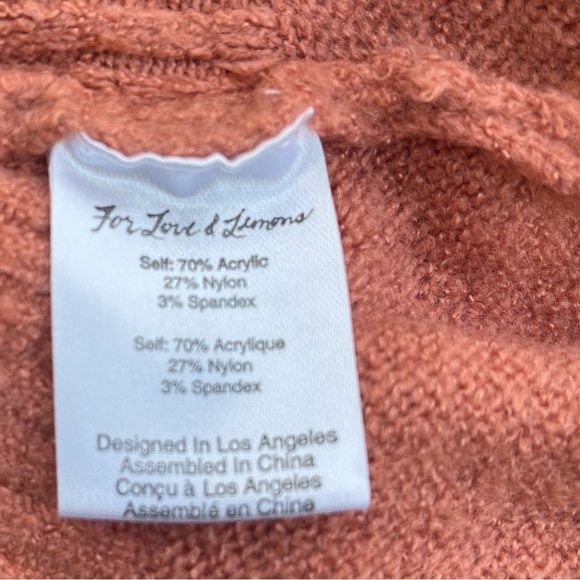 For Love & Lemons
Self: 70% Acrylic
27% Nylon
3% Spandex
Self: 70% Acrylique
27% Nylon
3% Spandex
Designed In Los Angeles
Assembled In China
Conçu à Los Angeles
Assemblé en Chine